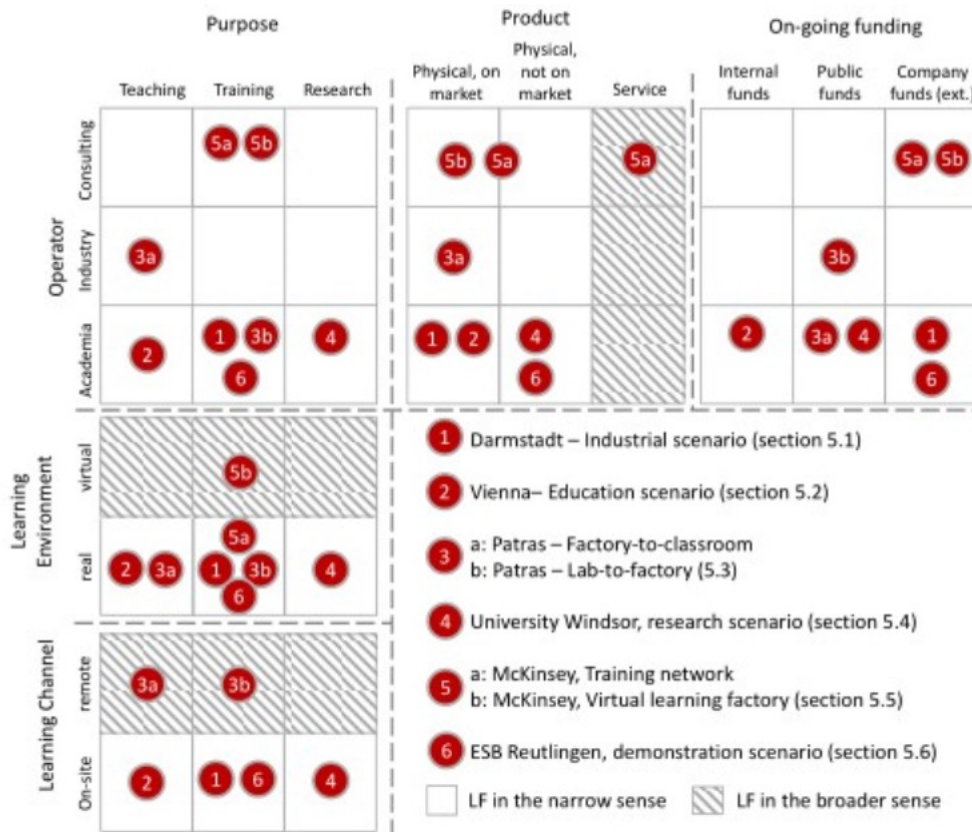 Purpose
Product
On-going funding
Teaching
Training
Research
Physical, on
market
Physical,
not on
market
Service
Internal
funds
Public
funds
Company
funds (ext.)
Operator
Consulting
5a 5b
5b 5a
5a
5a 5b
Industry
3a
3a
3b
Academia
2
1 3b
6
4
1 2
4
6
2
3a 4
1
6
Learning
Environment
virtual
5b
real
2 3a
5a
1 3b
6
4
Learning Channel
remote
3a
3b
On-site
2
1 6
4
1 Darmstadt – Industrial scenario (section 5.1)
2 Vienna– Education scenario (section 5.2)
3 a: Patras – Factory-to-classroom
b: Patras – Lab-to-factory (5.3)
4 University Windsor, research scenario (section 5.4)
5 a: McKinsey, Training network
b: McKinsey, Virtual learning factory (section 5.5)
6 ESB Reutlingen, demonstration scenario (section 5.6)
LF in the narrow sense
LF in the broader sense